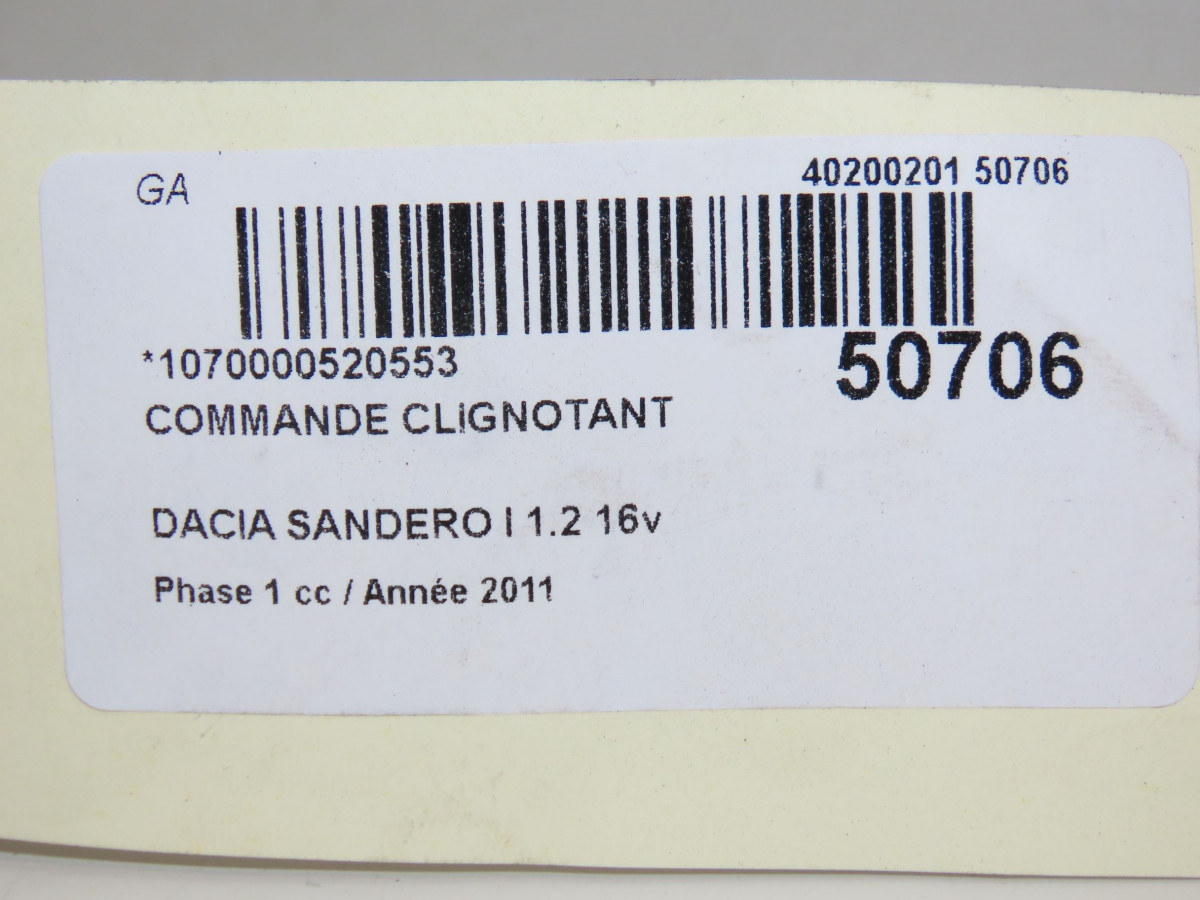 GA
40200201 50706
*1070000520553
50706
COMMANDE CLIGNOTANT
DACIA SANDERO I 1.2 16v
Phase 1 cc / Année 2011